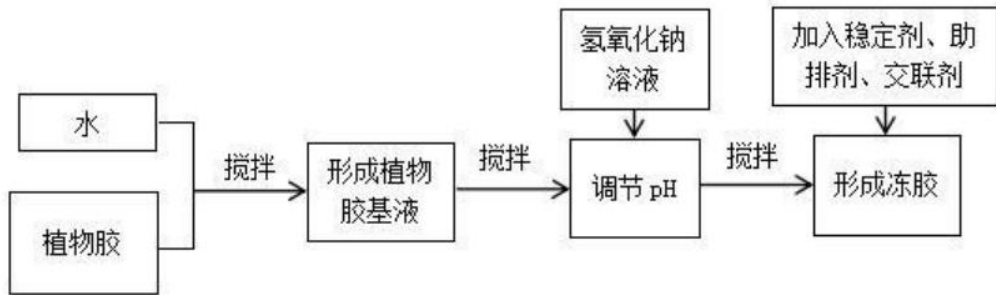 水
植物胶
搅拌
形成植物
胶基液
搅拌
氢氧化钠
溶液
调节 pH
搅拌
加入稳定剂、助
排剂、交联剂
形成冻胶